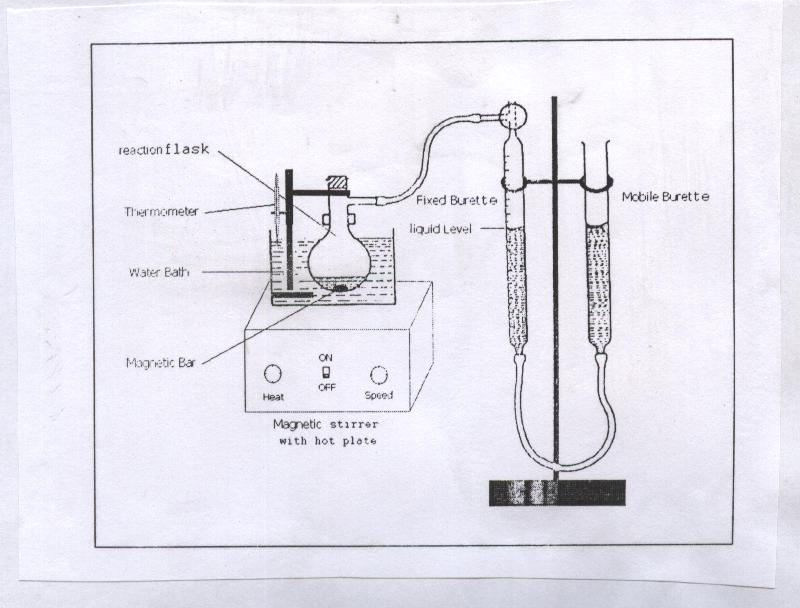 reaction flask
Thermometer
Water Bath
Magnetic Bar
ON
OFF
Heat
Speed
Magnetic stirrer
with hot plate
Fixed Burette
liquid Level
Mobile Burette